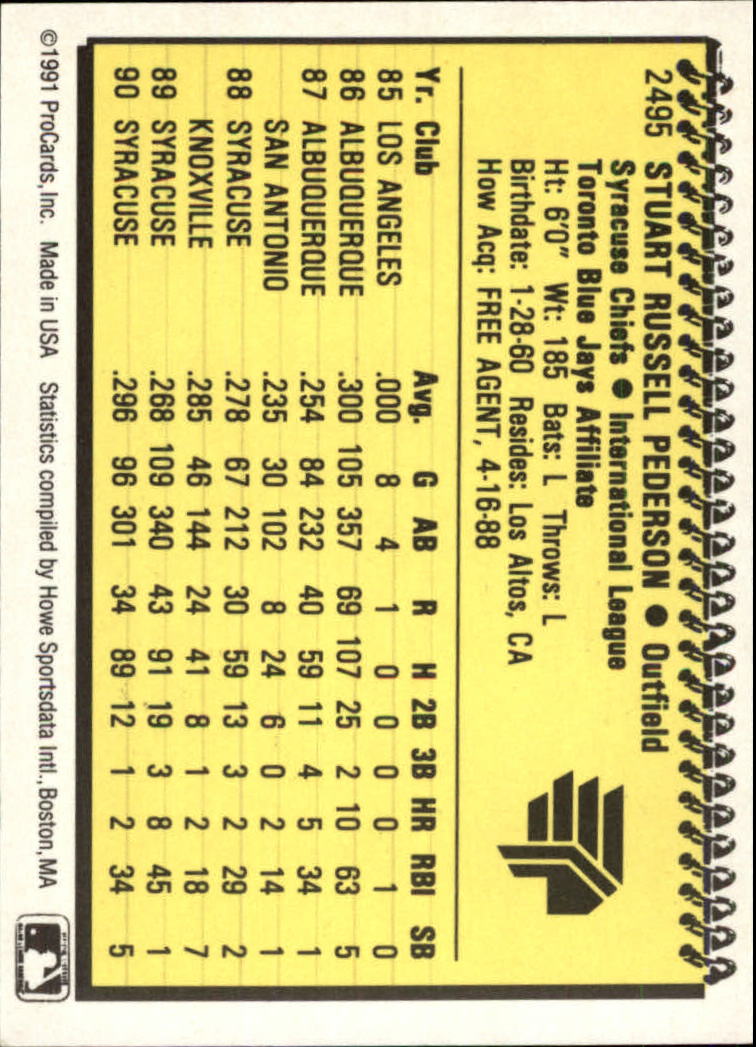 2495 STUART RUSSELL PEDERSON ● Outfield
Syracuse Chiefs ● International League
Toronto Blue Jays Affiliate
Ht: 6'0" Wt: 185 Bats: L Throws: L
Birthdate: 1-28-60 Resides: Los Altos, CA
How Acq: FREE AGENT, 4-16-88
Yr. Club Avg. G AB R H 2B 3B HR RBI SB
85 LOS ANGELES .000 8 4 1 0 0 0 0 1 0
86 ALBUQUERQUE .300 105 357 69 107 25 2 10 63 5
87 ALBUQUERQUE .254 84 232 40 59 11 4 5 34 1
SAN ANTONIO .235 30 102 8 24 6 0 2 14 1
88 SYRACUSE .278 67 212 30 59 13 3 2 29 2
KNOXVILLE .285 46 144 24 41 8 1 2 18 7
89 SYRACUSE .268 109 340 43 91 19 3 8 45 1
90 SYRACUSE .296 96 301 34 89 12 1 2 34 5
©1991 ProCards, Inc. Made in USA Statistics compiled by Howe Sportsdata Intl., Boston, MA